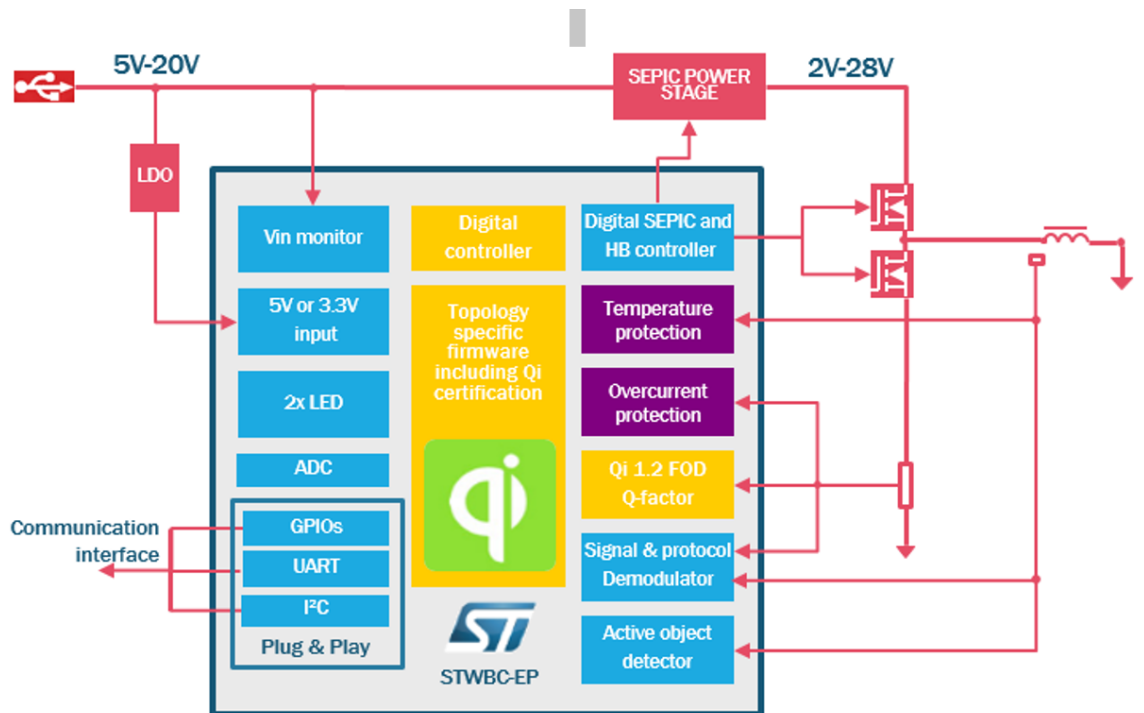 5V-20V
SEPIC POWER
STAGE
2V-28V
LDO
Vin monitor
Digital
controller
Digital SEPIC and
HB controller
5V or 3.3V
input
Topology
specific
firmware
including Qi
certification
Temperature
protection
2x LED
Overcurrent
protection
ADC
qi
Qi 1.2 FOD
Q-factor
Communication
interface
GPIOs
UART
I²C
Plug & Play
Signal & protocol
Demodulator
ST
STWBC-EP
Active object
detector